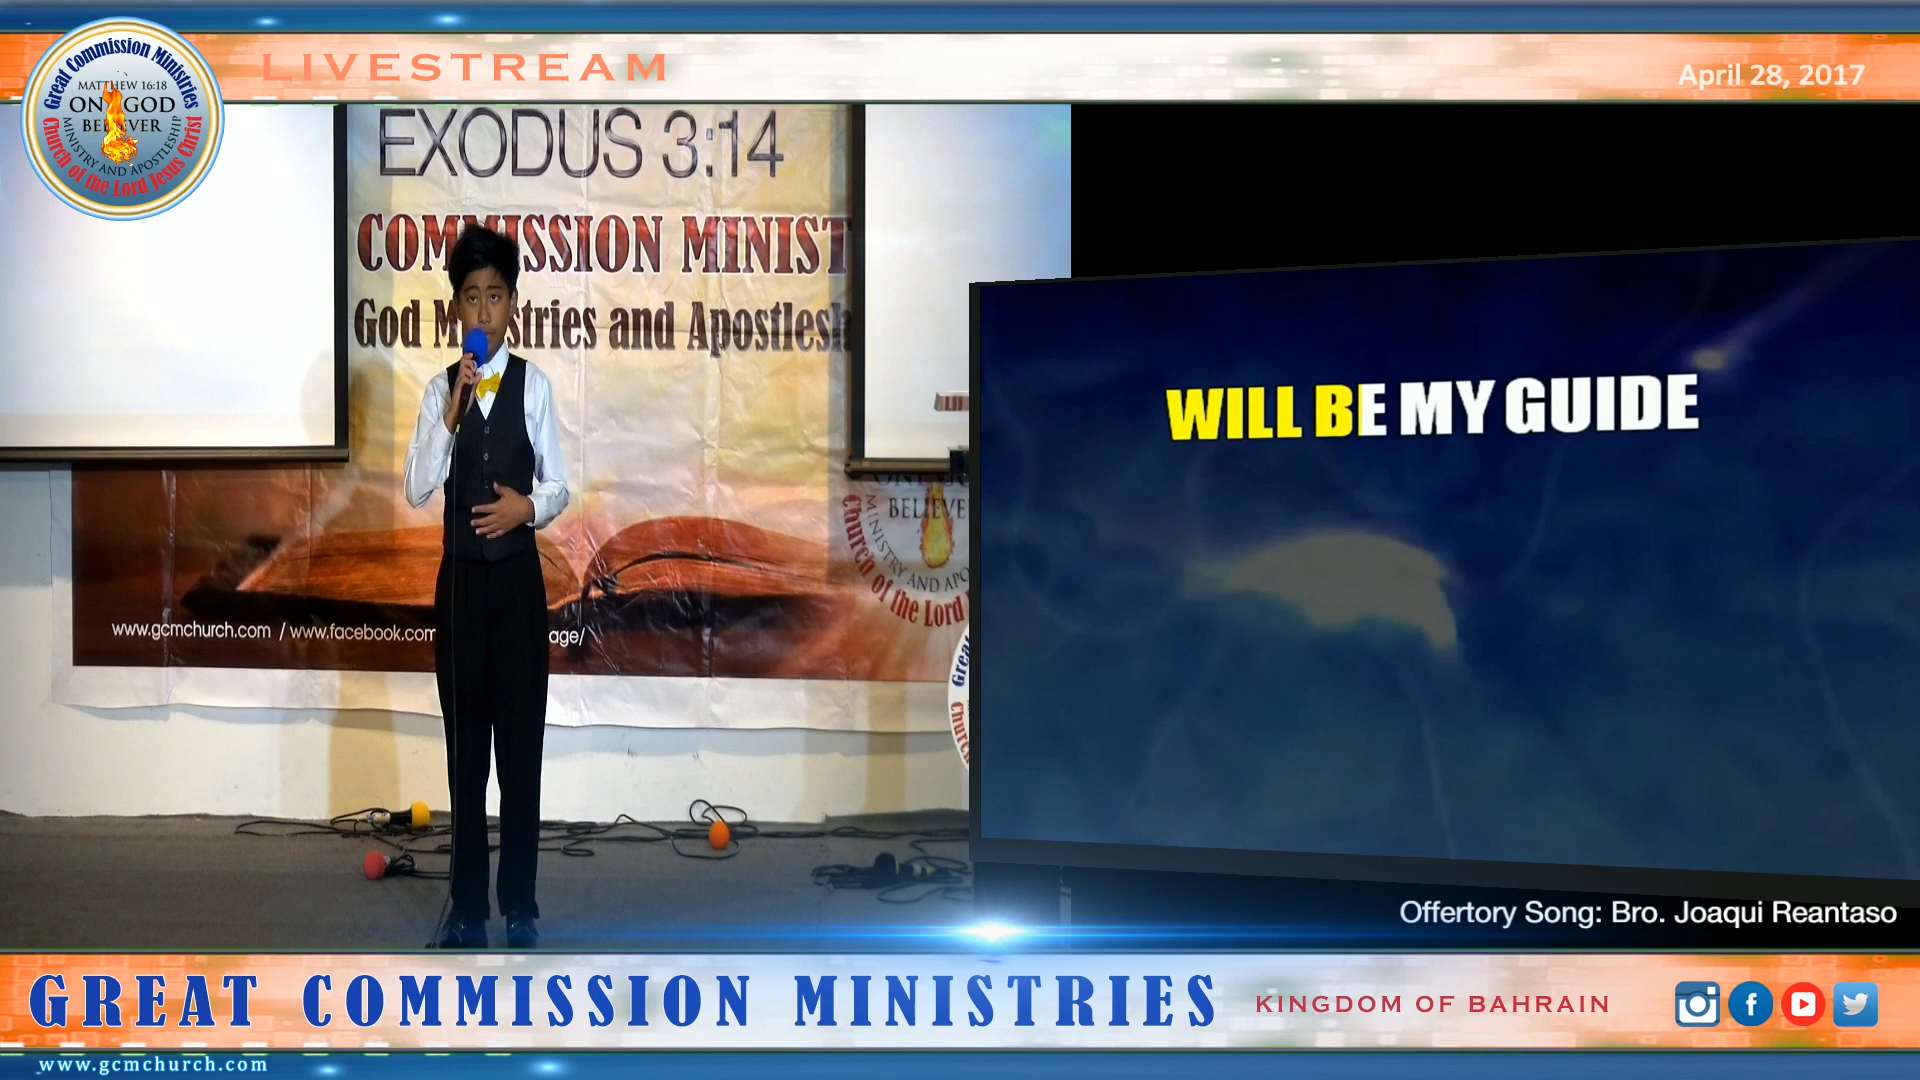 LIVESTREAM
April 28, 2017
Great Commission Ministries
MATTHEW 16:18
ON GOD
BELIEVER
MINISTRY AND APOSTLESHIP
Church of the Lord Jesus Christ
EXODUS 3:14
COMMISSION MINIST
God Ministries and Apostlesh
WILL BE MY GUIDE
BELIEVE
MINISTRY AND APO
Church of the Lord
www.gcmchurch.com / www.facebook.com age/
Great
Church
Offertory Song: Bro. Joaqui Reantaso
GREAT COMMISSION MINISTRIES
KINGDOM OF BAHRAIN
www.gcmchurch.com